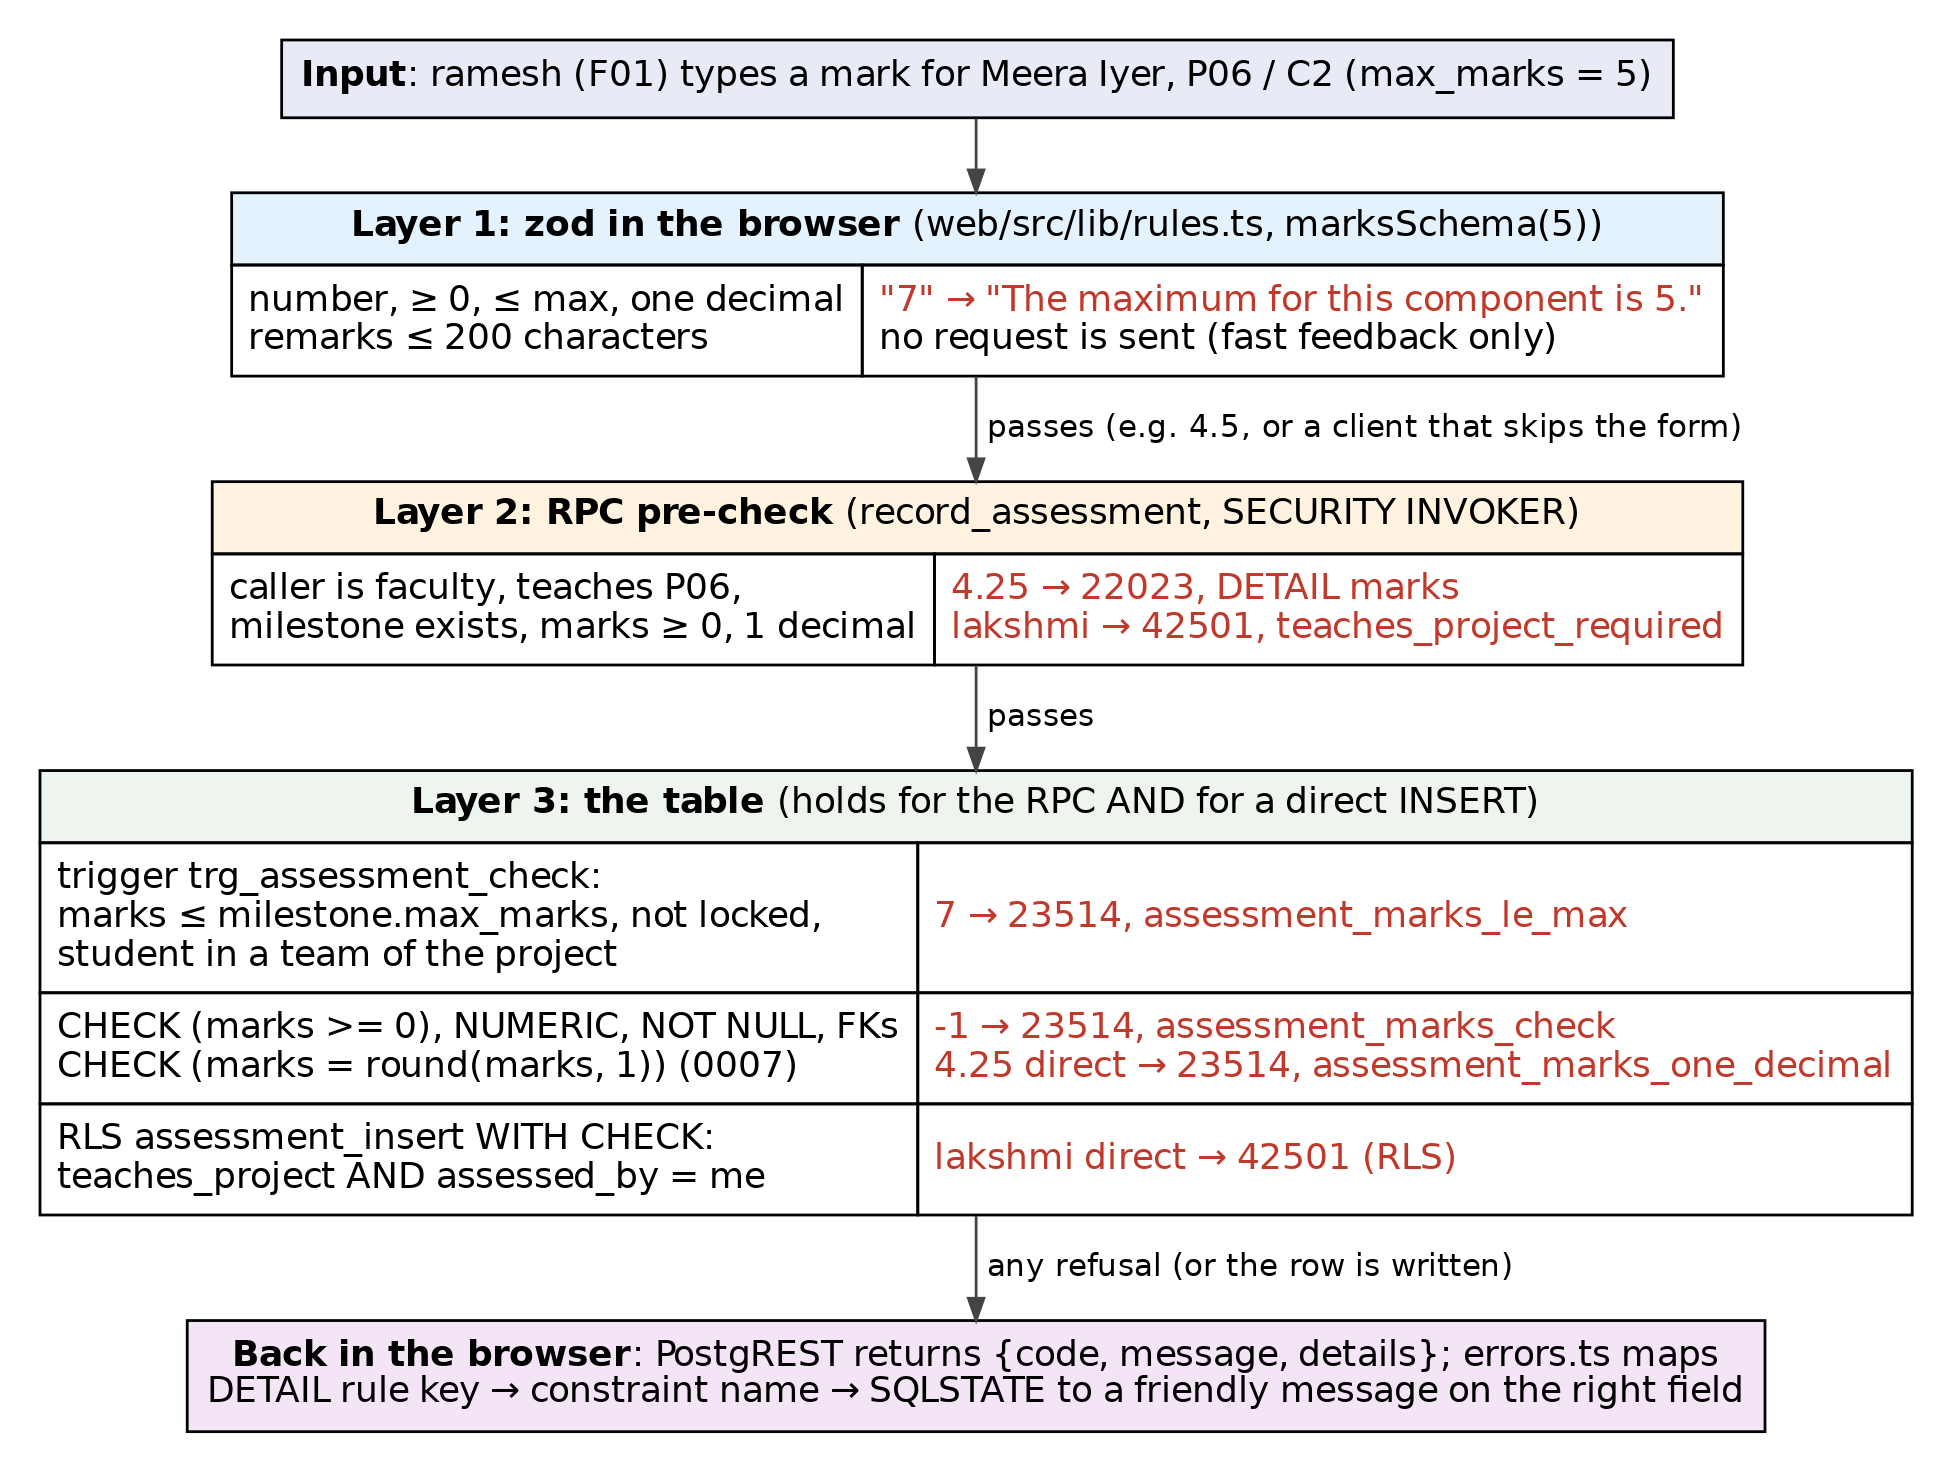 Input: ramesh (F01) types a mark for Meera Iyer, P06 / C2 (max_marks = 5)
Layer 1: zod in the browser (web/src/lib/rules.ts, marksSchema(5))
number, ≥ 0, ≤ max, one decimal
remarks ≤ 200 characters
"7" → "The maximum for this component is 5."
no request is sent (fast feedback only)
passes (e.g. 4.5, or a client that skips the form)
Layer 2: RPC pre-check (record_assessment, SECURITY INVOKER)
caller is faculty, teaches P06,
milestone exists, marks ≥ 0, 1 decimal
4.25 → 22023, DETAIL marks
lakshmi → 42501, teaches_project_required
passes
Layer 3: the table (holds for the RPC AND for a direct INSERT)
trigger trg_assessment_check:
marks ≤ milestone.max_marks, not locked,
student in a team of the project
7 → 23514, assessment_marks_le_max
CHECK (marks >= 0), NUMERIC, NOT NULL, FKs
CHECK (marks = round(marks, 1)) (0007)
-1 → 23514, assessment_marks_check
4.25 direct → 23514, assessment_marks_one_decimal
RLS assessment_insert WITH CHECK:
teaches_project AND assessed_by = me
lakshmi direct → 42501 (RLS)
any refusal (or the row is written)
Back in the browser: PostgREST returns {code, message, details}; errors.ts maps
DETAIL rule key → constraint name → SQLSTATE to a friendly message on the right field